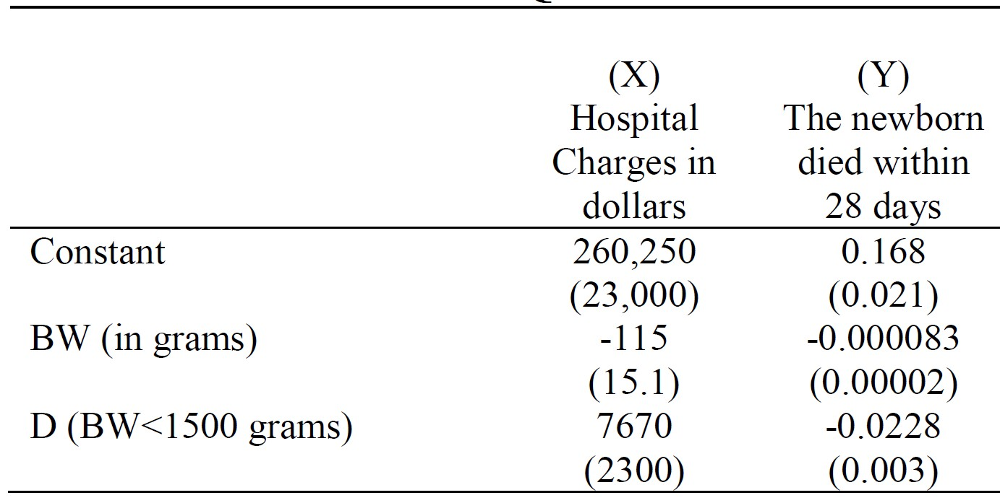 (X) (Y)
Hospital The newborn
Charges in died within
dollars 28 days
Constant 260,250 0.168
(23,000) (0.021)
BW (in grams) -115 -0.000083
(15.1) (0.00002)
D (BW<1500 grams) 7670 -0.0228
(2300) (0.003)